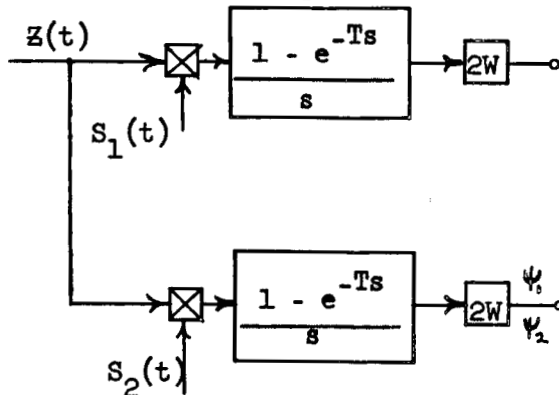 Z(t)
S₁(t)
1 - e^-Ts
s
2W
S₂(t)
1 - e^-Ts
s
2W
ψ₁
ψ₂